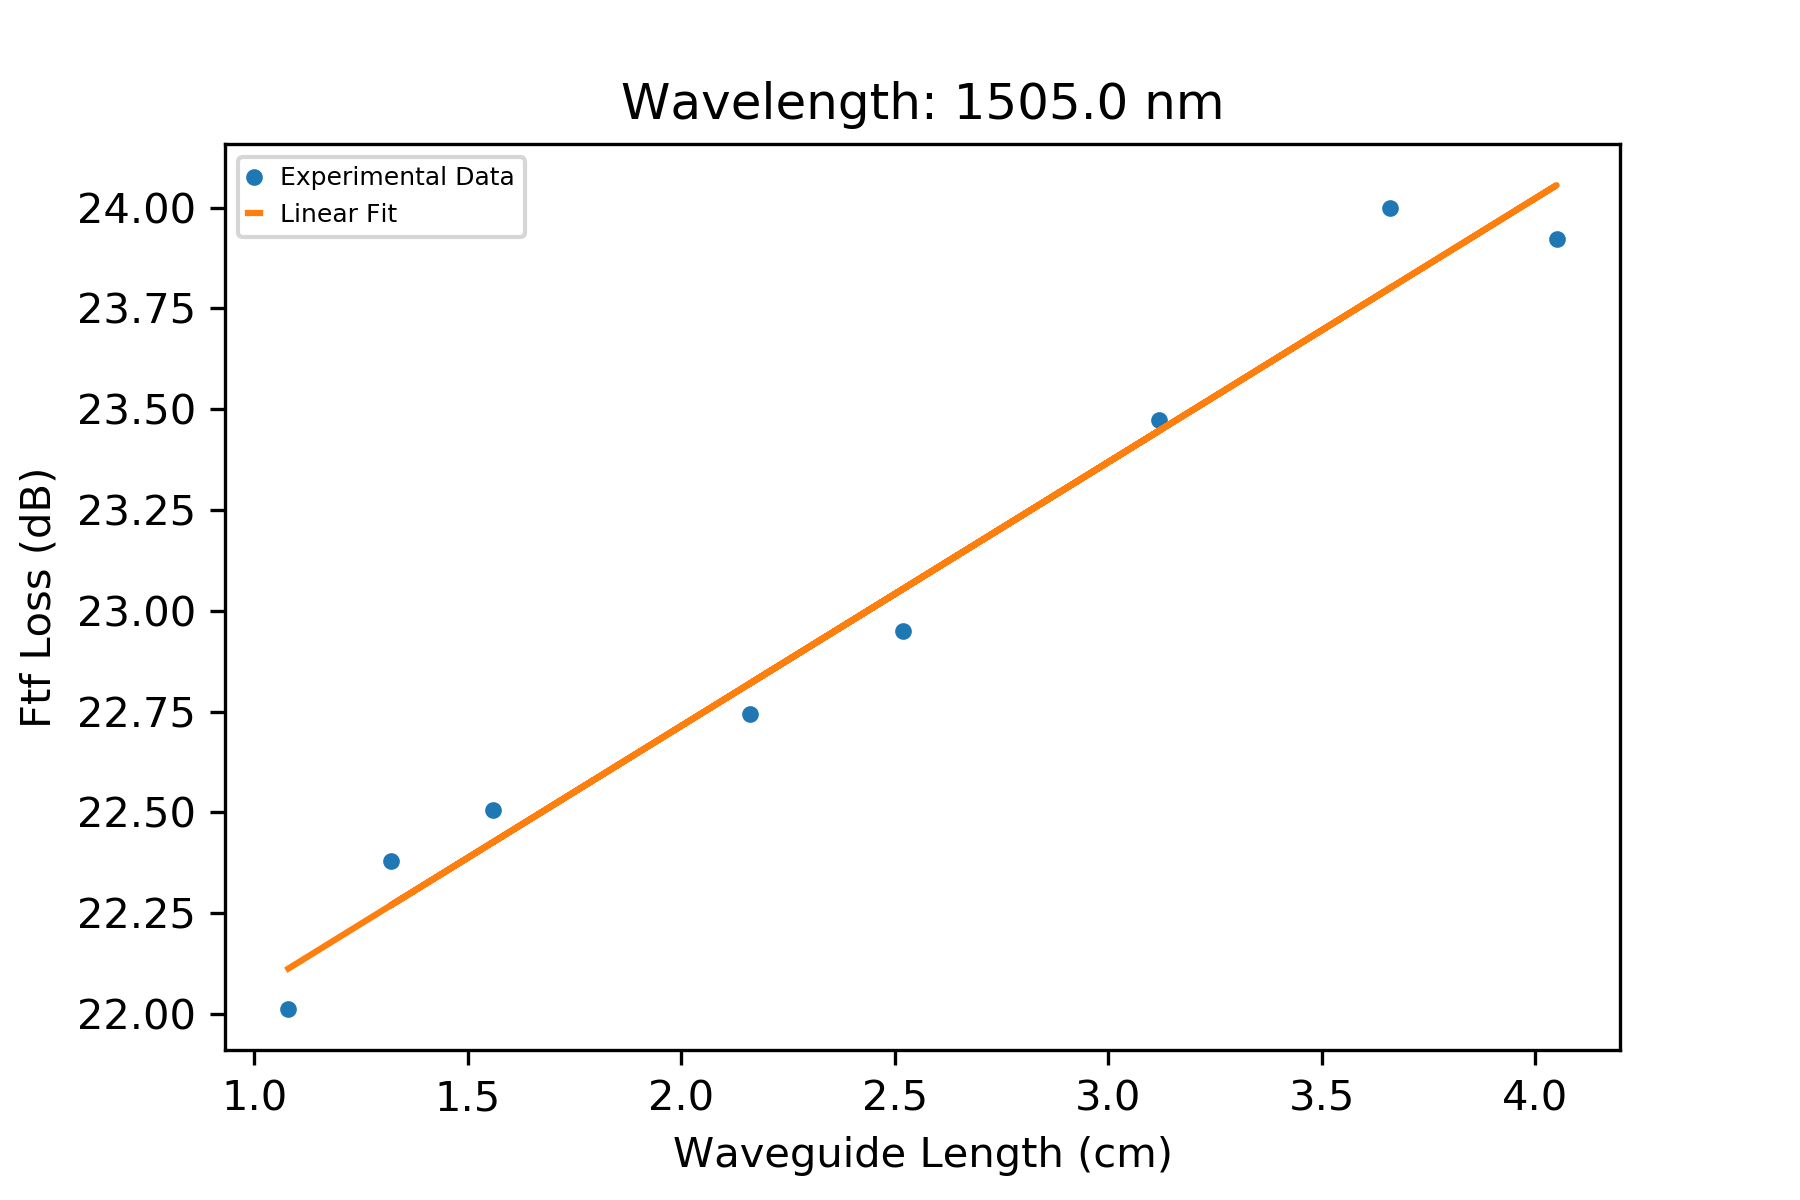 Wavelength: 1505.0 nm
Experimental Data
Linear Fit
24.00
23.75
23.50
23.25
23.00
22.75
22.50
22.25
22.00
Ftf Loss (dB)
1.0 1.5 2.0 2.5 3.0 3.5 4.0
Waveguide Length (cm)